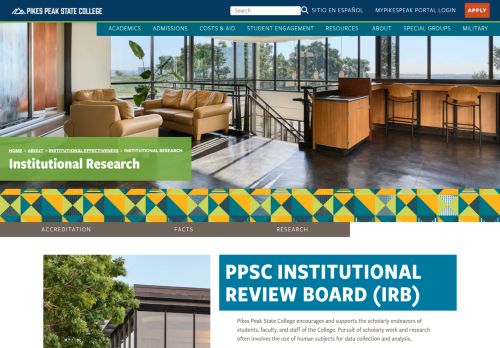 PIKES PEAK STATE COLLEGE
Search
SITIO EN ESPAÑOL
MYPIKESPEAK PORTAL LOGIN
APPLY
ACADEMICS ADMISSIONS COSTS & AID STUDENT ENGAGEMENT RESOURCES ABOUT SPECIAL GROUPS MILITARY
HOME > ABOUT > INSTITUTIONAL EFFECTIVENESS > INSTITUTIONAL RESEARCH
Institutional Research
ACCREDITATION FACTS RESEARCH
PPSC INSTITUTIONAL
REVIEW BOARD (IRB)
Pikes Peak State College encourages and supports the scholarly endeavors of
students, faculty, and staff of the College. Pursuit of scholarly work and research
often involves the use of human subjects for data collection and analysis.